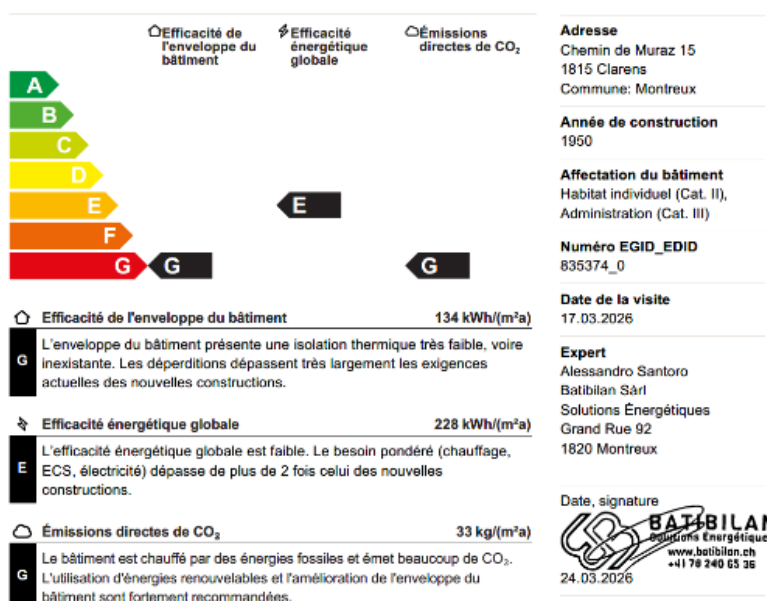 Efficacité de
l'enveloppe du
bâtiment
Efficacité
énergétique
globale
Émissions
directes de CO₂
A
B
C
D
E
E
F
G
G
G
Efficacité de l'enveloppe du bâtiment 134 kWh/(m²a)
G
L'enveloppe du bâtiment présente une isolation thermique très faible, voire
inexistante. Les déperditions dépassent très largement les exigences
actuelles des nouvelles constructions.
Efficacité énergétique globale 228 kWh/(m²a)
E
L'efficacité énergétique globale est faible. Le besoin pondéré (chauffage,
ECS, électricité) dépasse de plus de 2 fois celui des nouvelles
constructions.
Émissions directes de CO₂ 33 kg/(m²a)
G
Le bâtiment est chauffé par des énergies fossiles et émet beaucoup de CO₂.
L'utilisation d'énergies renouvelables et l'amélioration de l'enveloppe du
bâtiment sont fortement recommandées.
Adresse
Chemin de Muraz 15
1815 Clarens
Commune: Montreux
Année de construction
1950
Affectation du bâtiment
Habitat individuel (Cat. II),
Administration (Cat. III)
Numéro EGID_EDID
835374_0
Date de la visite
17.03.2026
Expert
Alessandro Santoro
Batibilan Sàrl
Solutions Énergétiques
Grand Rue 92
1820 Montreux
Date, signature
BATIBILAN
Solutions Energétique
www.batibilan.ch
+41 78 240 65 36
24.03.2026